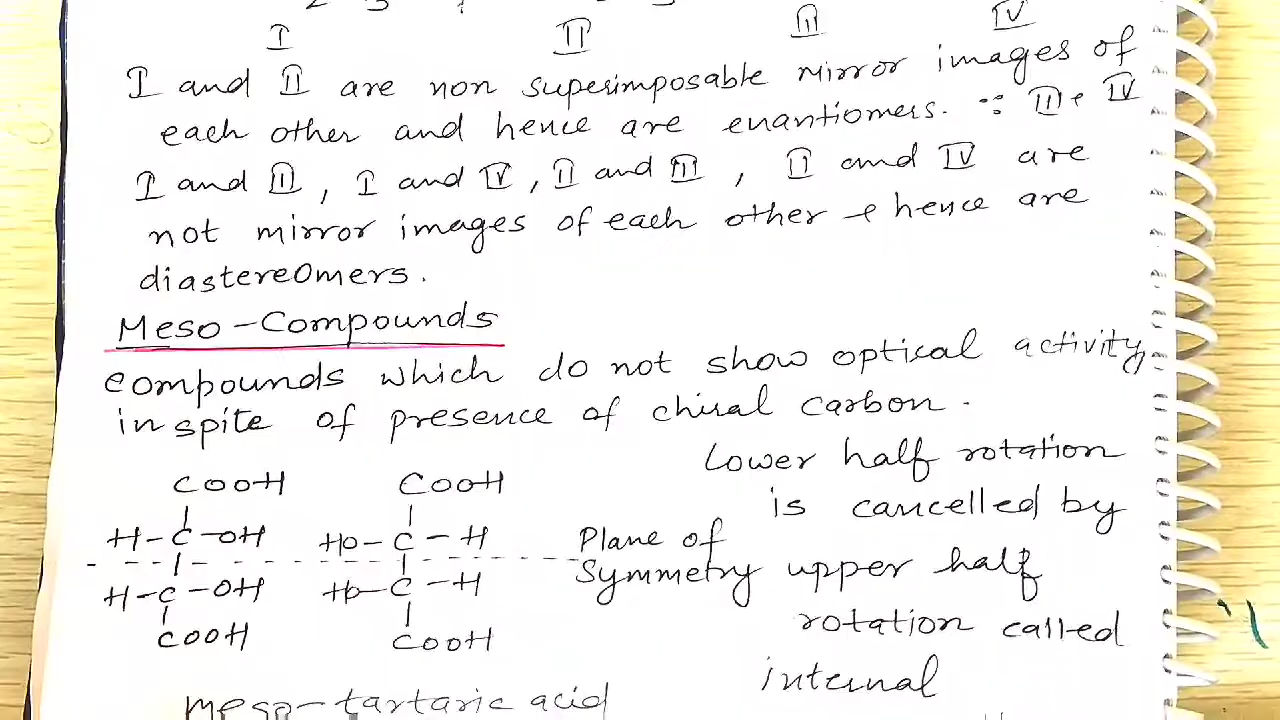 I II III IV
I and II are non superimposable mirror images of
each other and hence are enantiomers. ∵ III & IV
I and III, I and IV, II and III, II and IV are
not mirror images of each other & hence are
diastereomers.
Meso-Compounds
compounds which do not show optical activity
in spite of presence of chiral carbon.
COOH COOH
H-C-OH HO-C-H
H-C-OH HO-C-H
COOH COOH
Plane of
Symmetry
Lower half rotation
is cancelled by
upper half
rotation called
internal
meso-tartaric acid